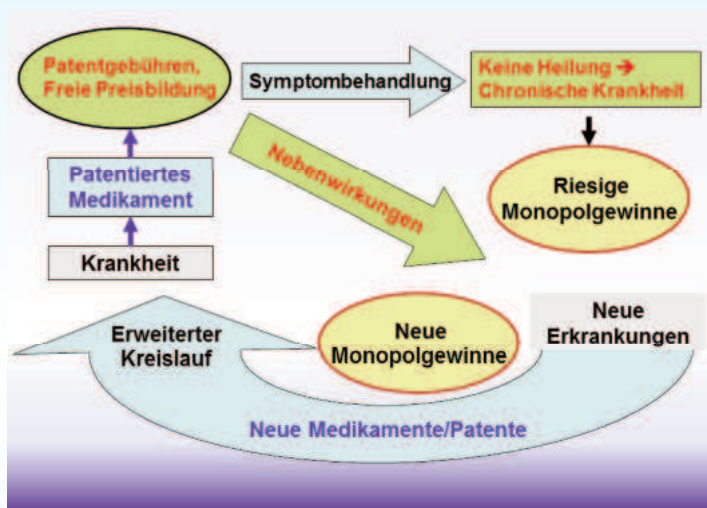 Patentgebühren,
Freie Preisbildung
Symptombehandlung
Keine Heilung →
Chronische Krankheit
Nebenwirkungen
Patentiertes
Medikament
Riesige
Monopolgewinne
Krankheit
Erweiterter
Kreislauf
Neue
Monopolgewinne
Neue
Erkrankungen
Neue Medikamente/Patente